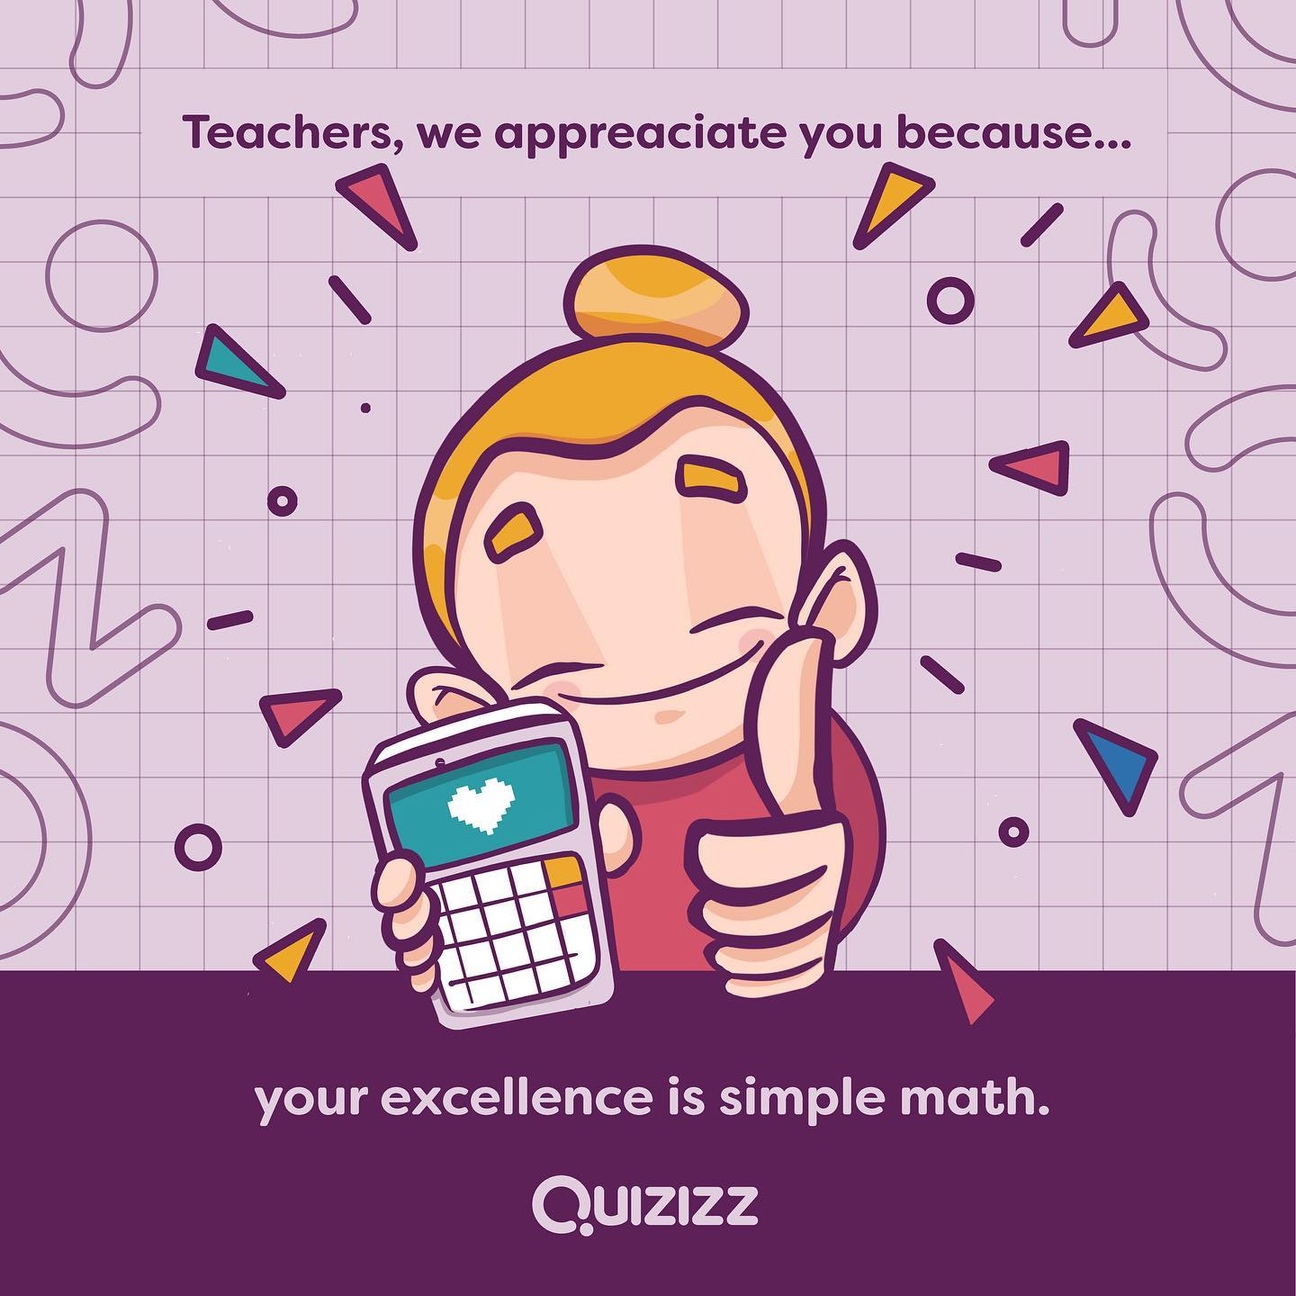 Teachers, we appreaciate you because...
your excellence is simple math.
QUIZIZZ